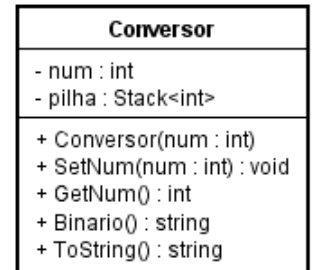 Conversor
- num : int
- pilha : Stack<int>
+ Conversor(num : int)
+ SetNum(num : int) : void
+ GetNum() : int
+ Binario() : string
+ ToString() : string